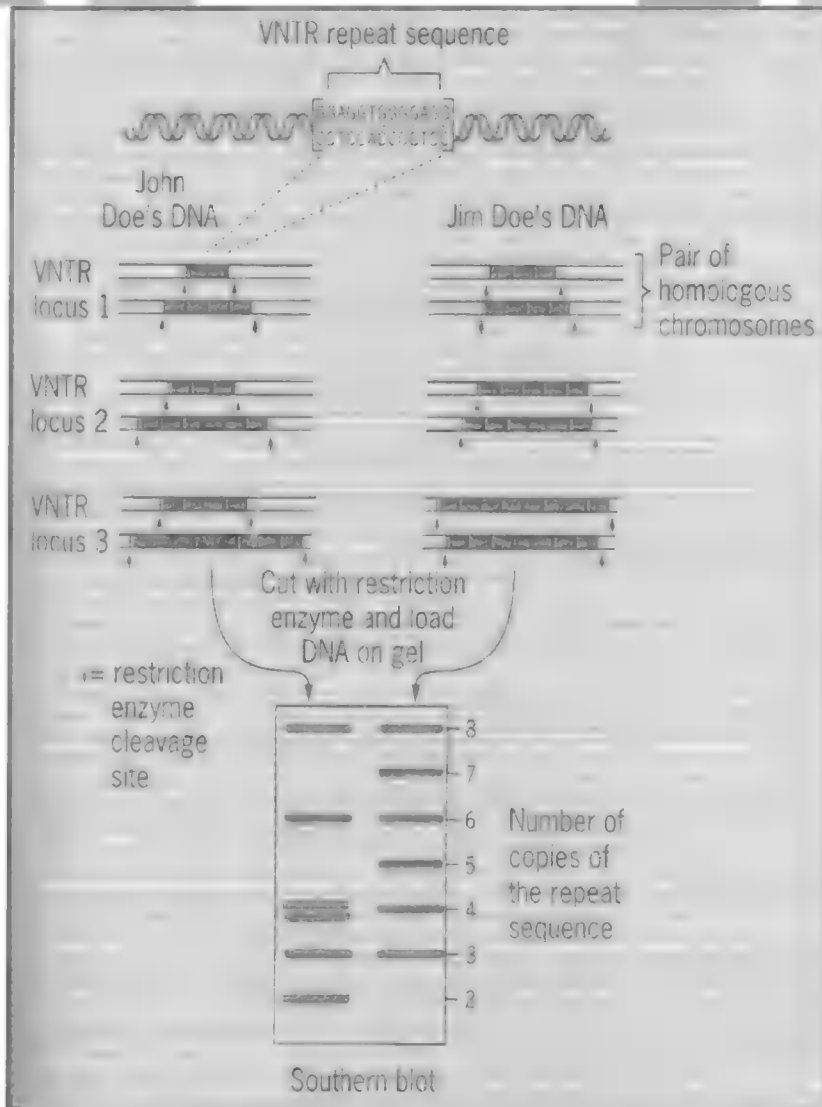 VNTR repeat sequence
John
Doe's DNA
Jim Doe's DNA
VNTR
locus 1
Pair of
homologous
chromosomes
VNTR
locus 2
VNTR
locus 3
Cut with restriction
enzyme and load
DNA on gel
= restriction
enzyme
cleavage
site
8
7
6
5
4
3
2
Number of
copies of
the repeat
sequence
Southern blot